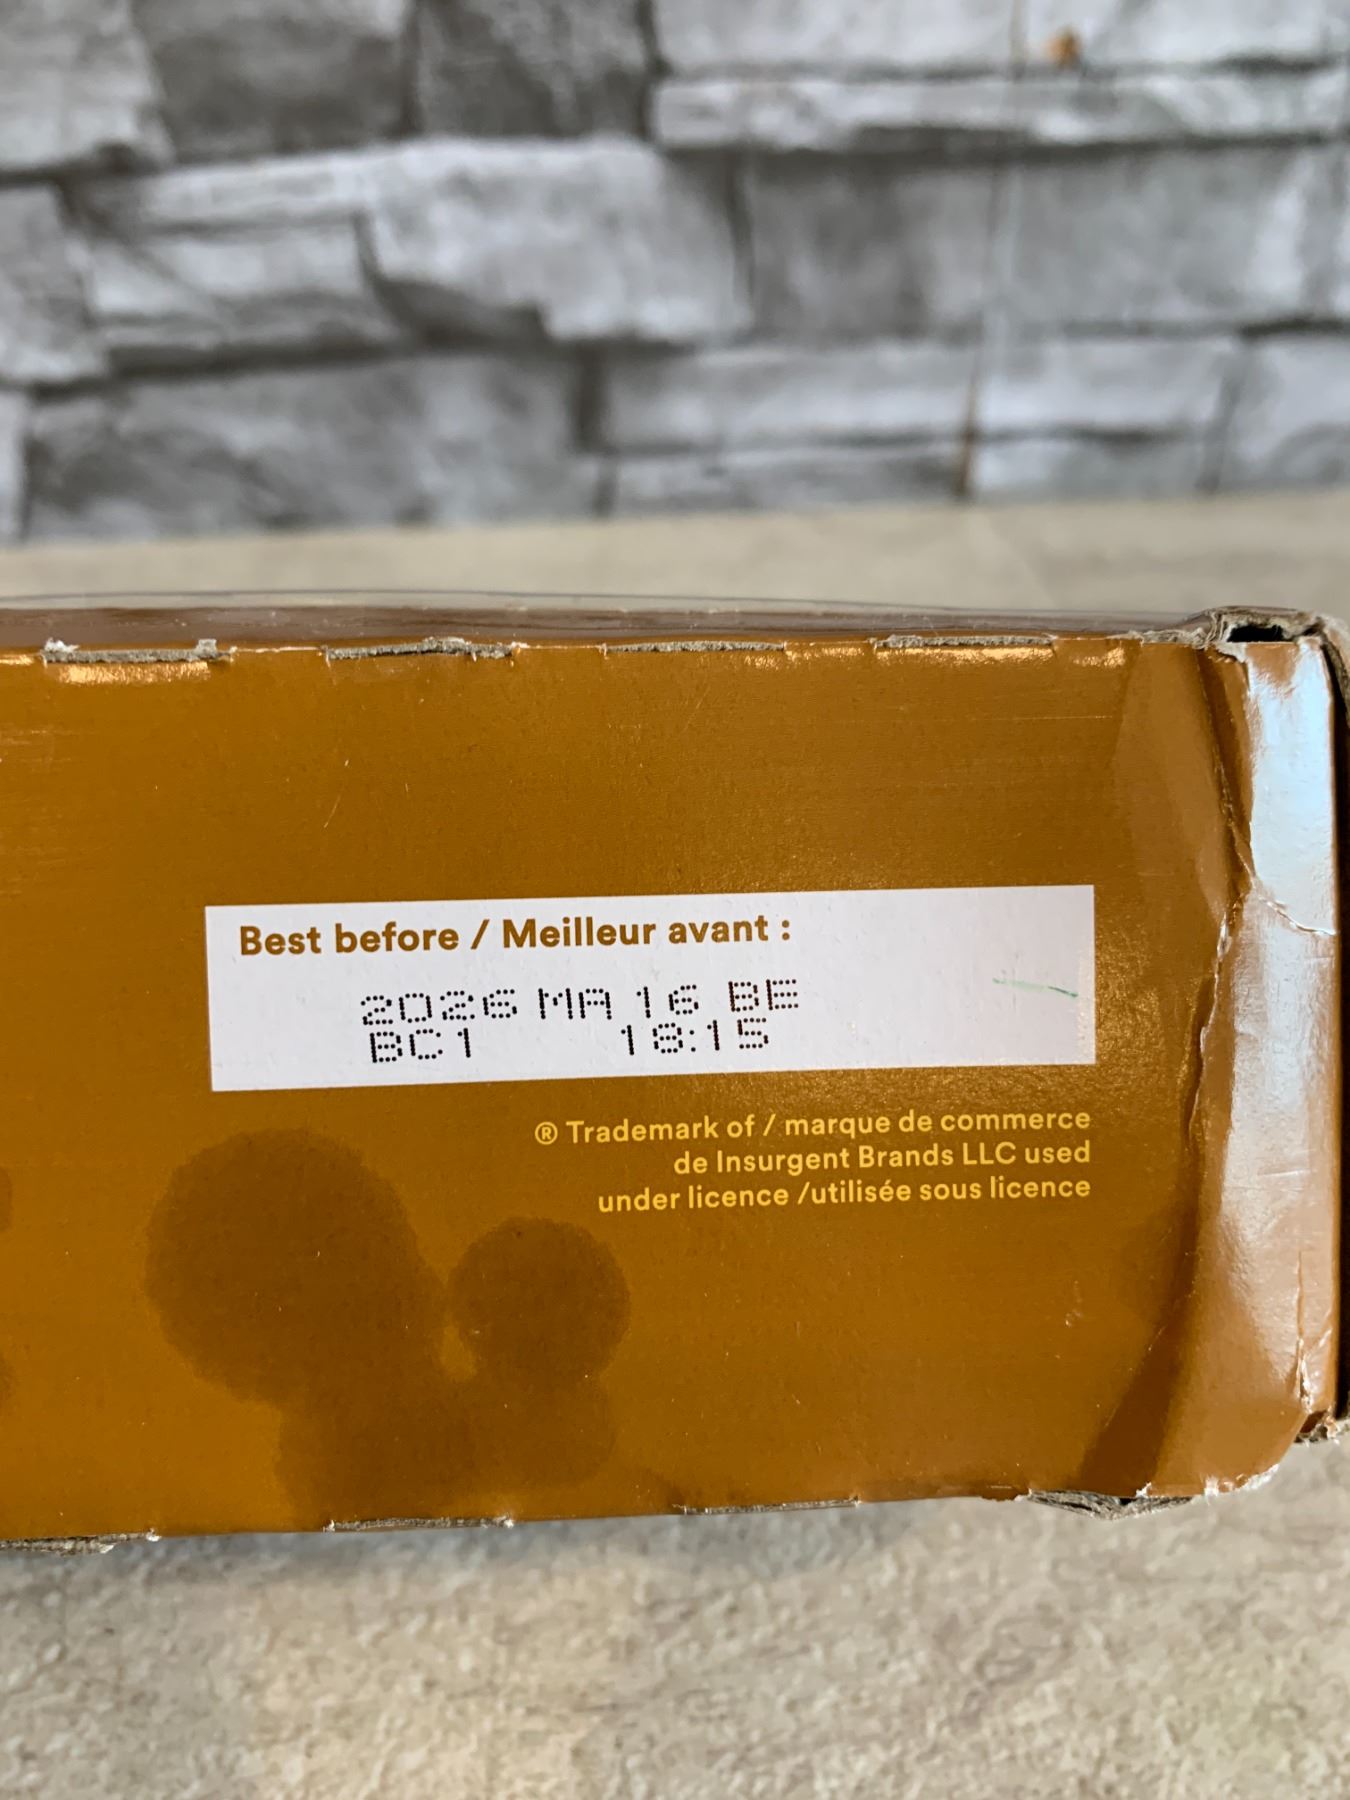 Best before / Meilleur avant :
2026 MA 16 BE
BC1 18:15
® Trademark of / marque de commerce
de Insurgent Brands LLC used
under licence /utilisée sous licence